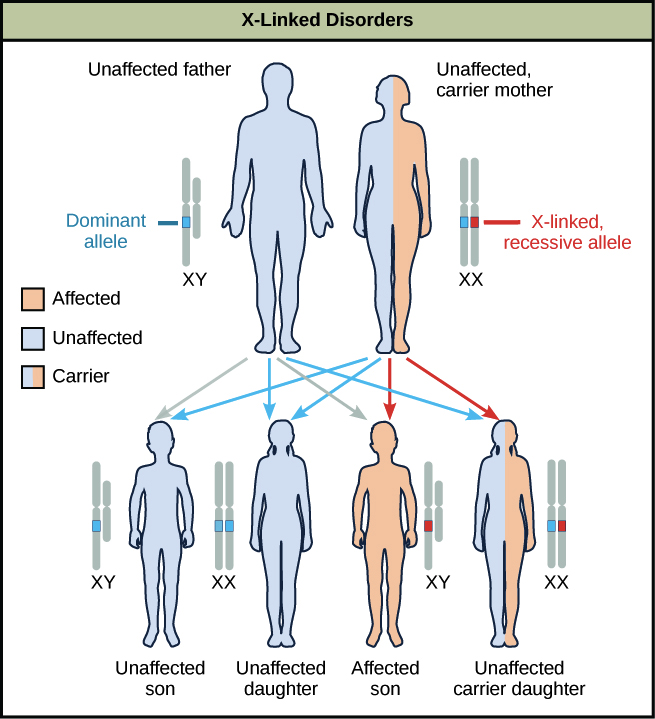 X-Linked Disorders
Unaffected father
Unaffected,
carrier mother
Dominant
allele
XY
X-linked,
recessive allele
XX
Affected
Unaffected
Carrier
XY
XX
XY
XX
Unaffected
son
Unaffected
daughter
Affected
son
Unaffected
carrier daughter